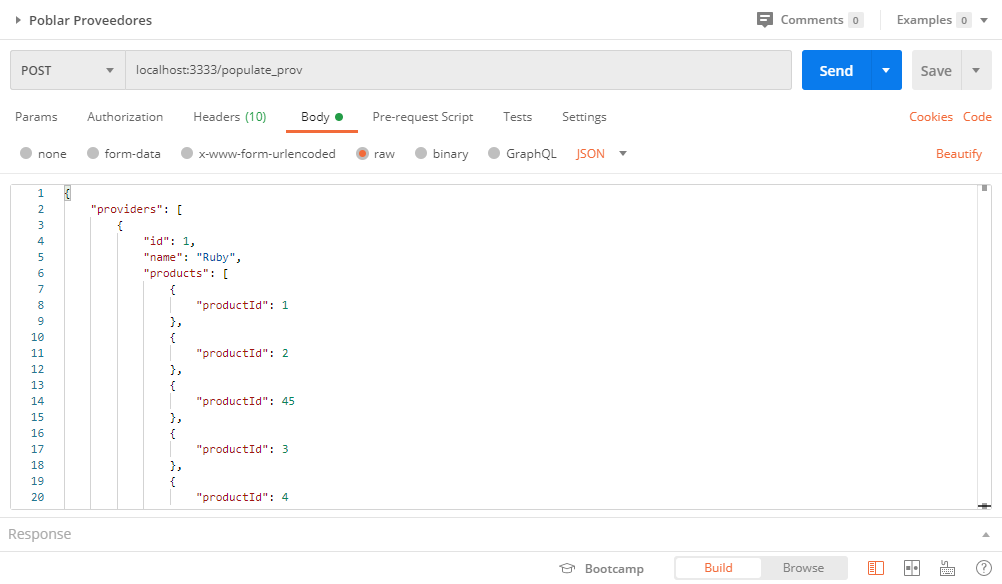 Poblar Proveedores Comments 0 Examples 0
POST localhost:3333/populate_prov Send Save
Params Authorization Headers (10) Body Pre-request Script Tests Settings Cookies Code
none form-data x-www-form-urlencoded raw binary GraphQL JSON Beautify
1 {
2 "providers": [
3 {
4 "id": 1,
5 "name": "Ruby",
6 "products": [
7 {
8 "productId": 1
9 },
10 {
11 "productId": 2
12 },
13 {
14 "productId": 45
15 },
16 {
17 "productId": 3
18 },
19 {
20 "productId": 4
Response
Bootcamp Build Browse ?